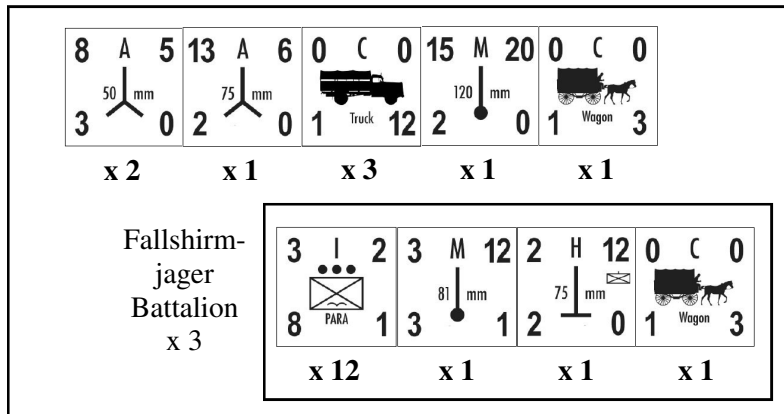 8 A 5 13 A 6 0 C 0 15 M 20 0 C 0
50 mm 75 mm 120 mm
3 0 2 0 1 Truck 12 2 0 1 Wagon 3
x 2 x 1 x 3 x 1 x 1
Fallshirm-
jager
Battalion
x 3
3 I 2 3 M 12 2 H 12 0 C 0
81 mm 75 mm
8 PARA 1 3 1 2 0 1 Wagon 3
x 12 x 1 x 1 x 1